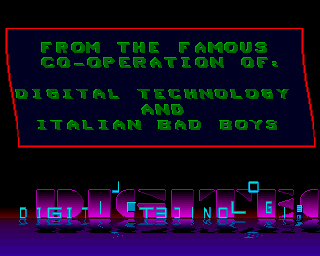 FROM THE FAMOUS
CO-OPERATION OF:
DIGITAL TECHNOLOGY
AND
ITALIAN BAD BOYS